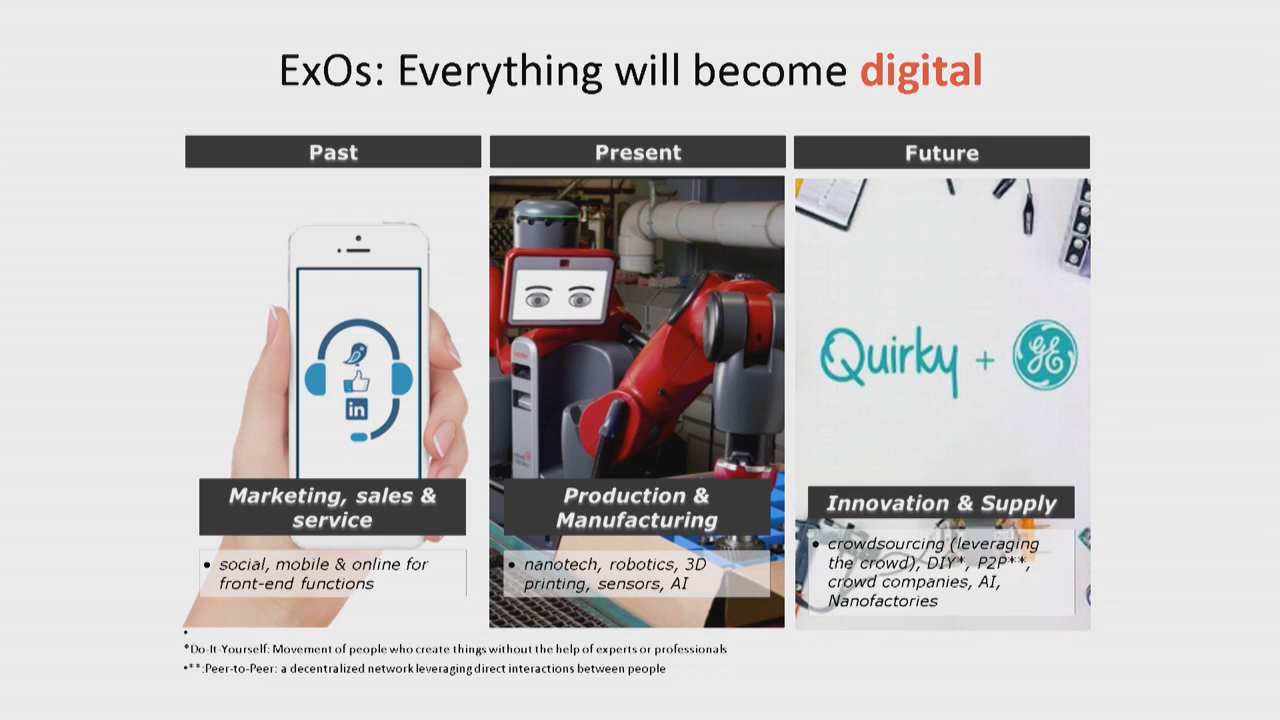 ExOs: Everything will become digital
Past
Present
Future
in
Quirky + GE
Marketing, sales &
service
• social, mobile & online for
front-end functions
Production &
Manufacturing
• nanotech, robotics, 3D
printing, sensors, AI
Innovation & Supply
• crowdsourcing (leveraging
the crowd), DIY*, P2P**,
crowd companies, AI,
Nanofactories
•
*Do-It-Yourself: Movement of people who create things without the help of experts or professionals
•**:Peer-to-Peer: a decentralized network leveraging direct interactions between people